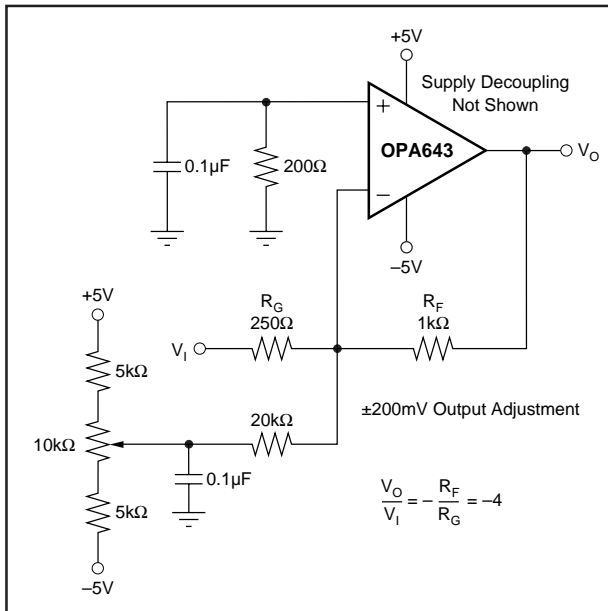 +5V
Supply Decoupling
Not Shown
+
OPA643
–
V_O
–5V
0.1µF
200Ω
+5V
5kΩ
10kΩ
5kΩ
–5V
V_I
R_G
250Ω
R_F
1kΩ
20kΩ
0.1µF
±200mV Output Adjustment
V_O/V_I = – R_F/R_G = –4